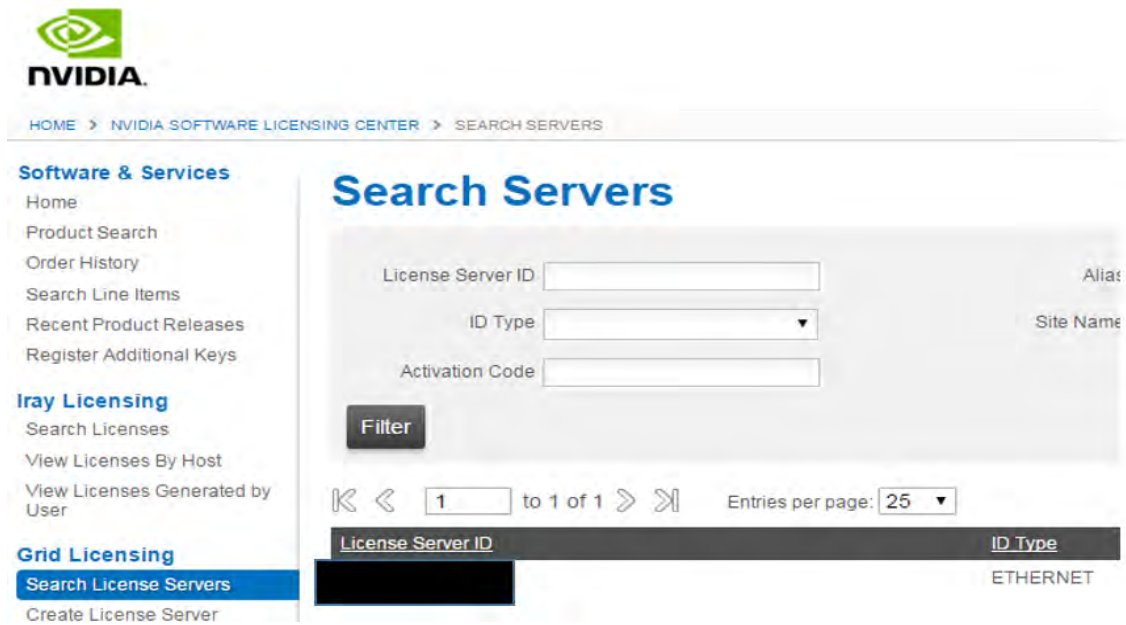 NVIDIA.
HOME > NVIDIA SOFTWARE LICENSING CENTER > SEARCH SERVERS
Software & Services
Home
Product Search
Order History
Search Line Items
Recent Product Releases
Register Additional Keys
Iray Licensing
Search Licenses
View Licenses By Host
View Licenses Generated by
User
Grid Licensing
Search License Servers
Create License Server
Search Servers
License Server ID
Alias
ID Type
Site Name
Activation Code
Filter
1 to 1 of 1 Entries per page: 25
License Server ID ID Type
ETHERNET